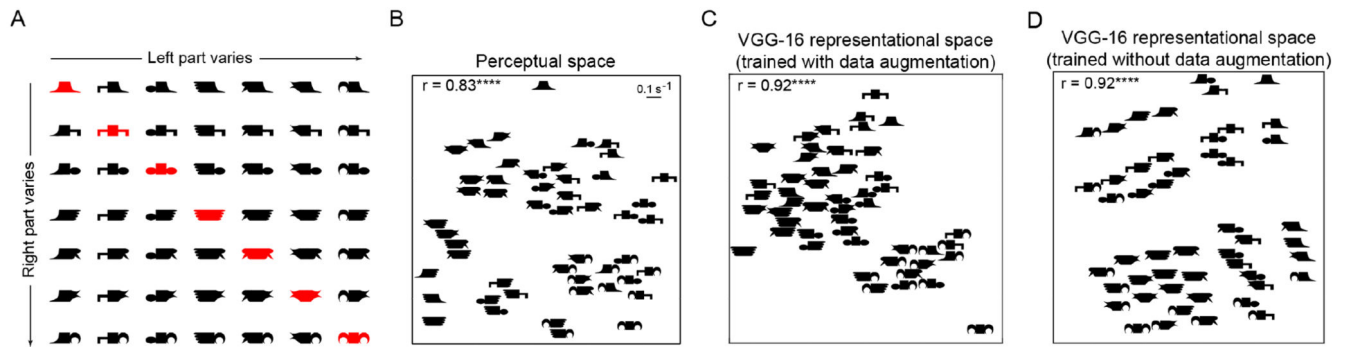 A
Left part varies
Right part varies
B
Perceptual space
r = 0.83****
0.1 s⁻¹
C
VGG-16 representational space
(trained with data augmentation)
r = 0.92****
D
VGG-16 representational space
(trained without data augmentation)
r = 0.92****